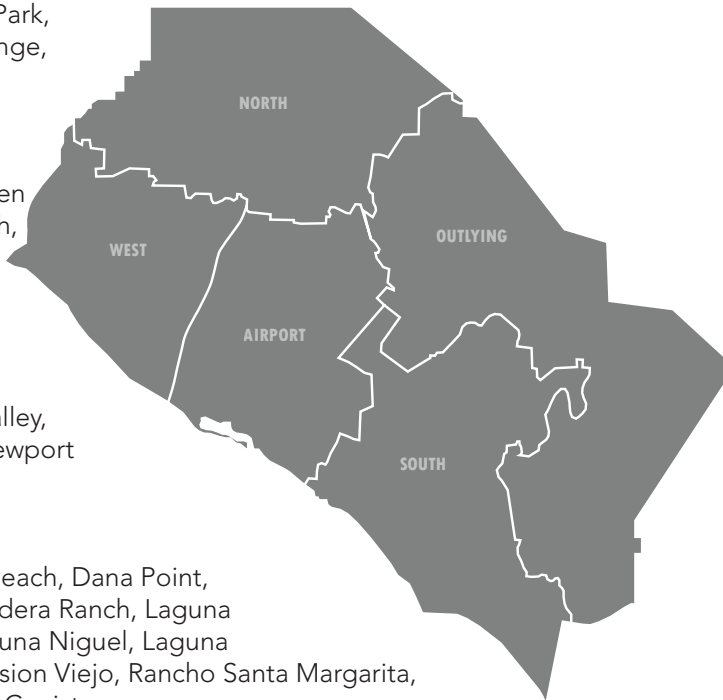 Park,
nge,
NORTH
en
h,
OUTLYING
WEST
AIRPORT
lley,
ewport
SOUTH
each, Dana Point,
dera Ranch, Laguna
una Niguel, Laguna
sion Viejo, Rancho Santa Margarita,